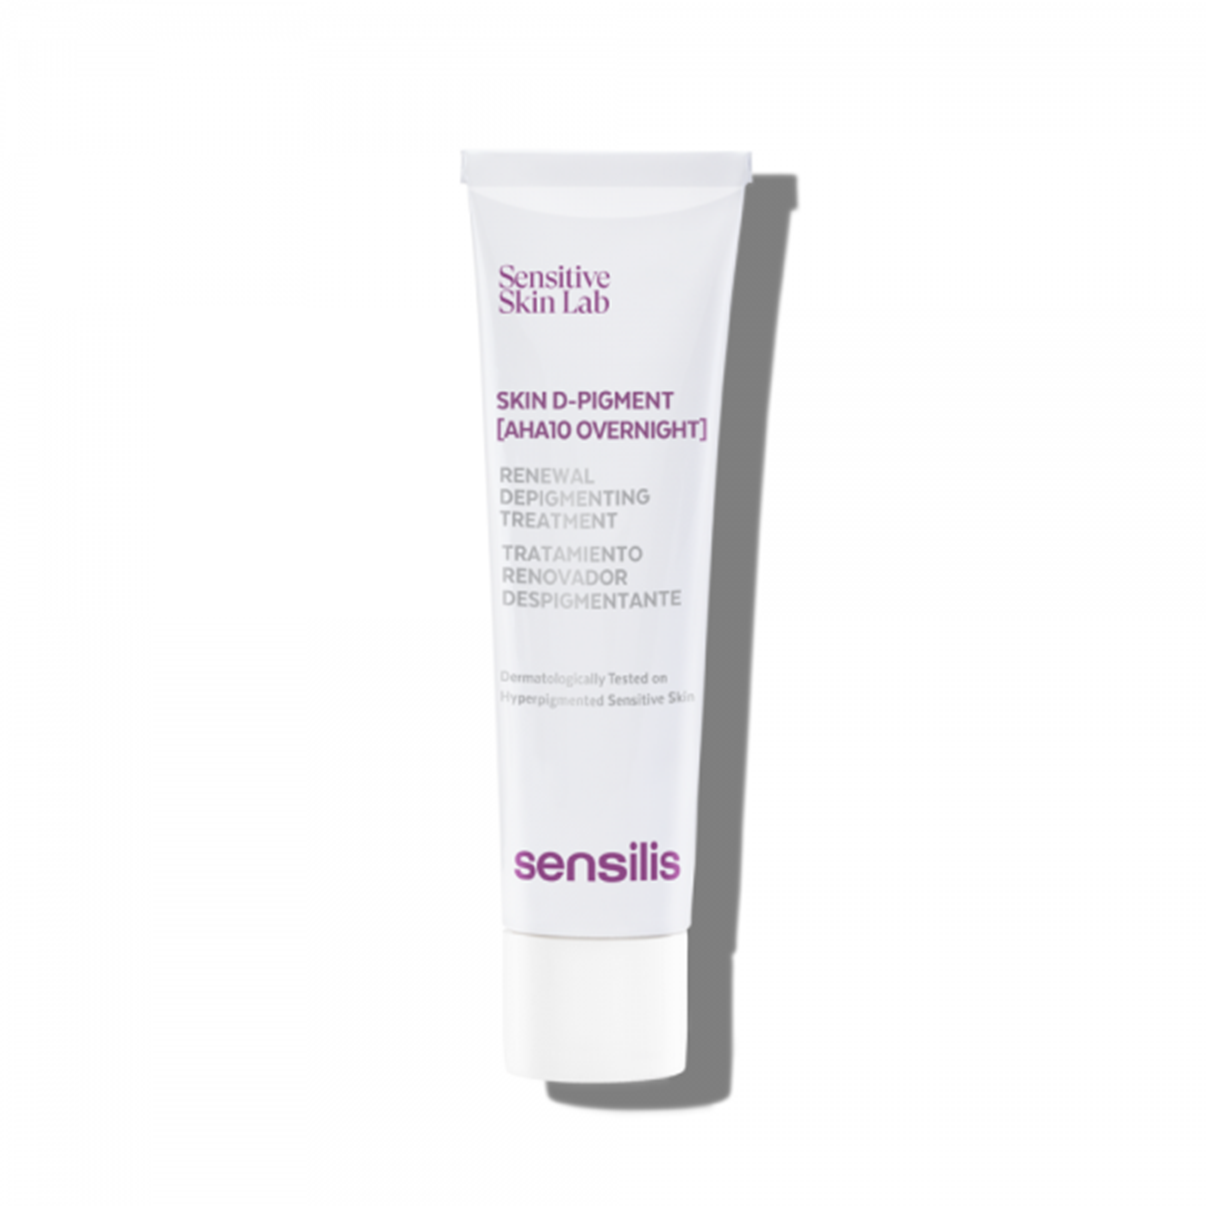 Sensitive
Skin Lab
SKIN D-PIGMENT
[AHA10 OVERNIGHT]
RENEWAL
DEPIGMENTING
TREATMENT
TRATAMIENTO
RENOVADOR
DESPIGMENTANTE
Dermatologically Tested on
Hyperpigmented Sensitive Skin
sensilis